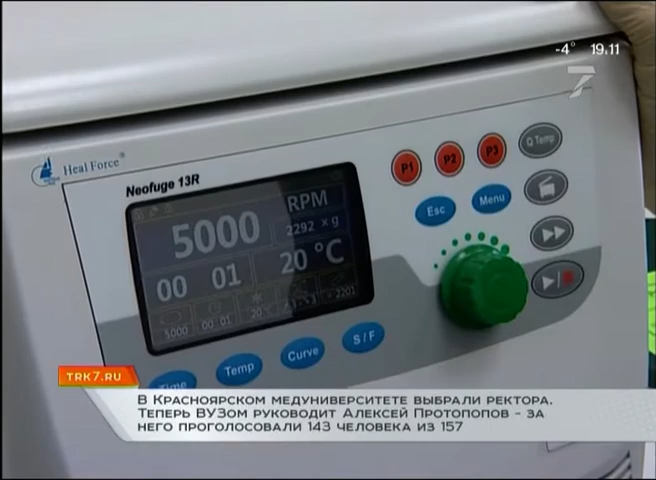 -4° 19.11
7
Heal Force®
Neofuge 13R
P1 P2 P3 Q Temp
Esc Menu
5000 RPM
2292 x g
00 01 20 °C
5000 00 01 20
2201
Time Temp Curve S / F
TRK7.RU
В Красноярском медуниверситете выбрали ректора.
Теперь ВУЗом руководит Алексей Протопопов – за
него проголосовали 143 человека из 157